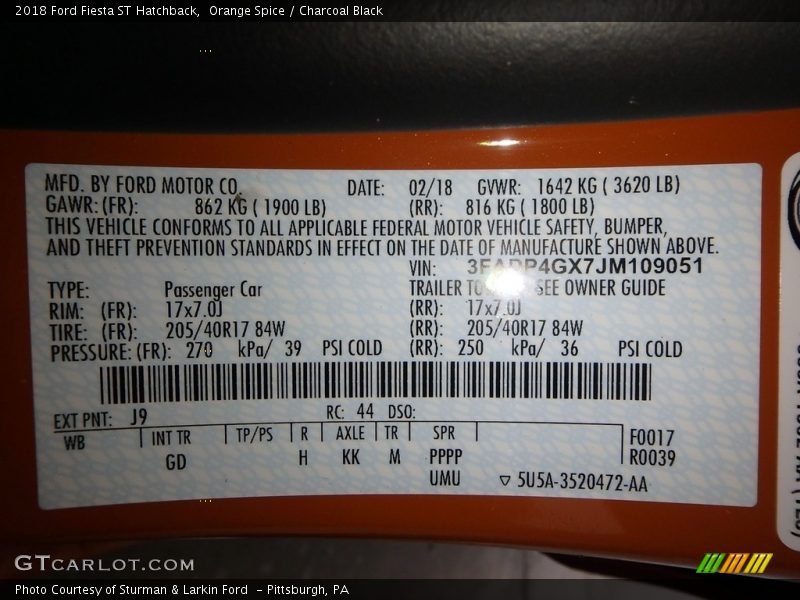 2018 Ford Fiesta ST Hatchback,  Orange Spice / Charcoal Black
MFD. BY FORD MOTOR CO. DATE: 02/18 GVWR: 1642 KG ( 3620 LB)
GAWR: (FR): 862 KG ( 1900 LB) (RR): 816 KG ( 1800 LB)
THIS VEHICLE CONFORMS TO ALL APPLICABLE FEDERAL MOTOR VEHICLE SAFETY, BUMPER,
AND THEFT PREVENTION STANDARDS IN EFFECT ON THE DATE OF MANUFACTURE SHOWN ABOVE.
VIN:
TYPE: Passenger Car TRAILER SEE OWNER GUIDE
RIM: (FR): 17x7.0J (RR): 17x7.0J
TIRE: (FR): 205/40R17 84W (RR): 205/40R17 84W
PRESSURE: (FR): 270 kPa/ 39 PSI COLD (RR): 250 kPa/ 36 PSI COLD
EXT PNT: J9 RC: 44 DSO:
WB INT TR TP/PS R AXLE TR SPR F0017
GD H KK M PPPP R0039
UMU ▽ 5U5A-3520472-AA
GTCARLOT.COM
Photo Courtesy of Sturman & Larkin Ford  - Pittsburgh, PA